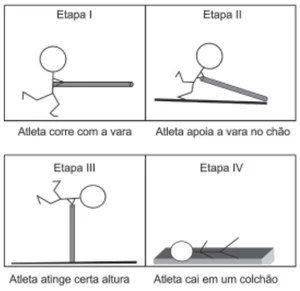 Etapa I
Etapa II
Atleta corre com a vara
Atleta apoia a vara no chão
Etapa III
Etapa IV
Atleta atinge certa altura
Atleta cai em um colchão